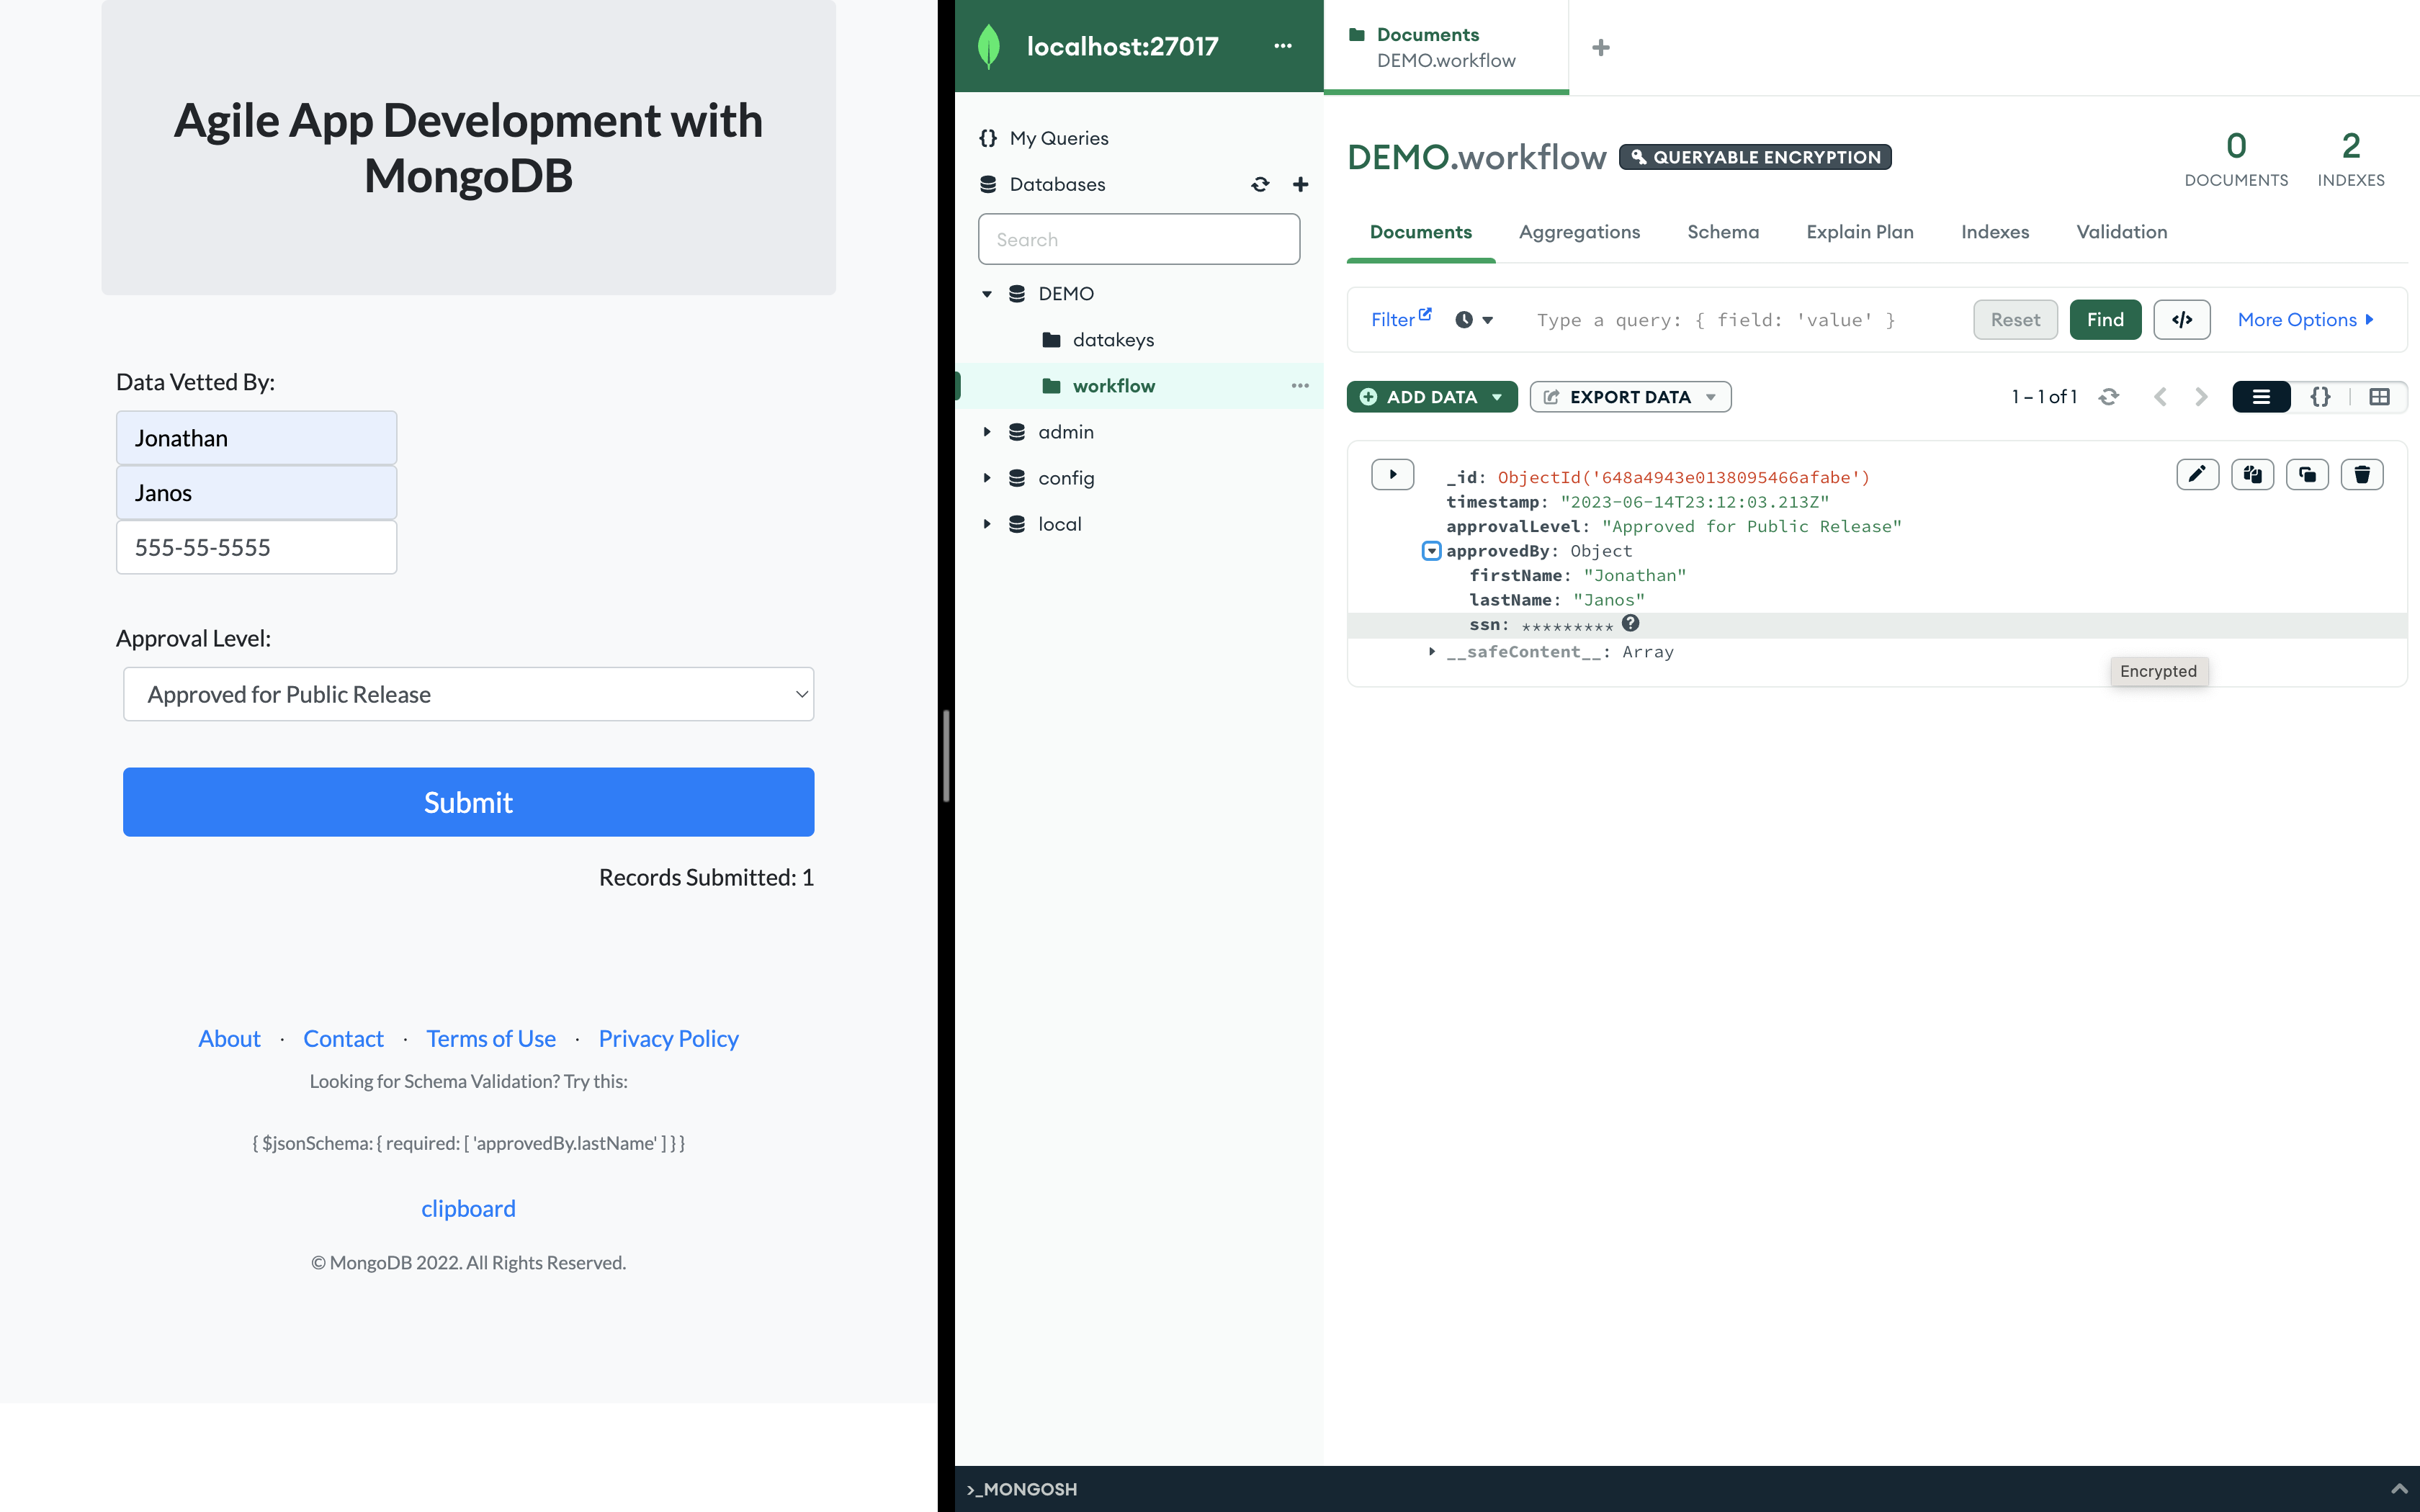 Agile App Development with
MongoDB
Data Vetted By:
Jonathan
Janos
555-55-5555
Approval Level:
Approved for Public Release
Submit
Records Submitted: 1
About · Contact · Terms of Use · Privacy Policy
Looking for Schema Validation? Try this:
{ $jsonSchema: { required: [ 'approvedBy.lastName' ] } }
clipboard
© MongoDB 2022. All Rights Reserved.
localhost:27017
{} My Queries
Databases
Search
DEMO
datakeys
workflow
admin
config
local
Documents
DEMO.workflow
DEMO.workflow QUERYABLE ENCRYPTION
0
DOCUMENTS
2
INDEXES
Documents Aggregations Schema Explain Plan Indexes Validation
Filter Type a query: { field: 'value' } Reset Find </> More Options
ADD DATA EXPORT DATA 1 – 1 of 1 {}
_id: ObjectId('648a4943e0138095466afabe')
timestamp: "2023-06-14T23:12:03.213Z"
approvalLevel: "Approved for Public Release"
approvedBy: Object
firstName: "Jonathan"
lastName: "Janos"
ssn: ********* ?
__safeContent__: Array
Encrypted
>_MONGOSH